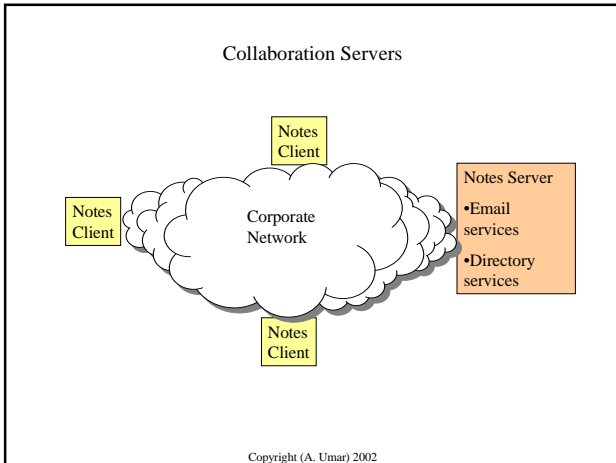 Collaboration Servers
Notes
Client
Notes
Client
Corporate
Network
Notes Server
•Email
services
•Directory
services
Notes
Client
Copyright (A. Umar) 2002